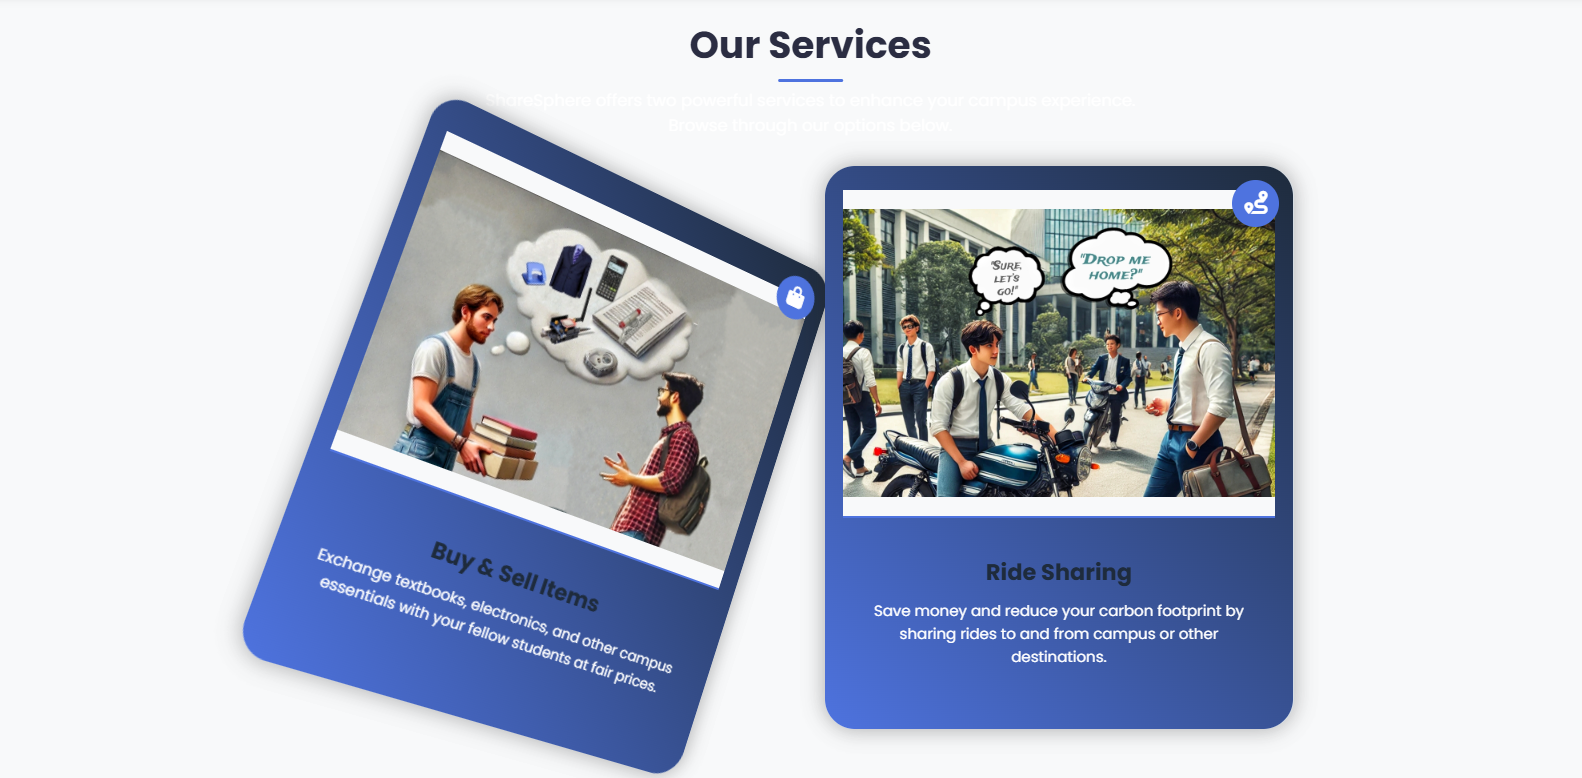 Our Services
ShareSphere offers two powerful services to enhance your campus experience.
Browse through our options below.
"SURE, LET'S GO!"
"DROP ME HOME?"
Buy & Sell Items
Exchange textbooks, electronics, and other campus
essentials with your fellow students at fair prices.
Ride Sharing
Save money and reduce your carbon footprint by
sharing rides to and from campus or other
destinations.